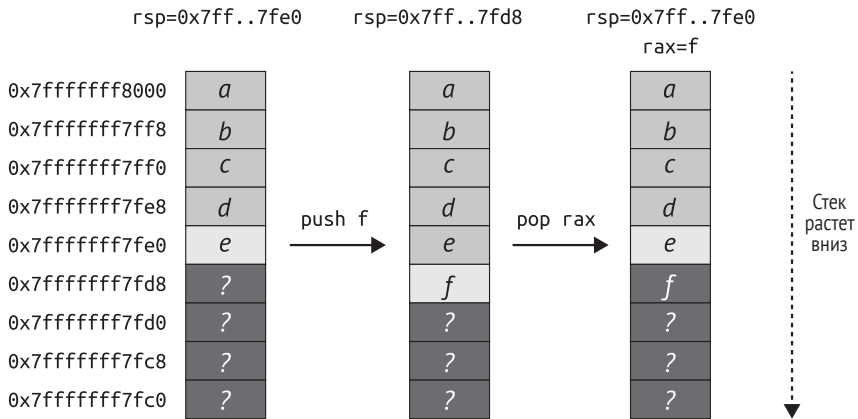 rsp=0x7ff..7fe0 rsp=0x7ff..7fd8 rsp=0x7ff..7fe0
rax=f
0x7fffffff8000 a a a
0x7fffffff7ff8 b b b
0x7fffffff7ff0 c c c
0x7fffffff7fe8 d d d
push f pop rax
0x7fffffff7fe0 e e e
0x7fffffff7fd8 ? f f
0x7fffffff7fd0 ? ? ?
0x7fffffff7fc8 ? ? ?
0x7fffffff7fc0 ? ? ?
Стек
растет
вниз